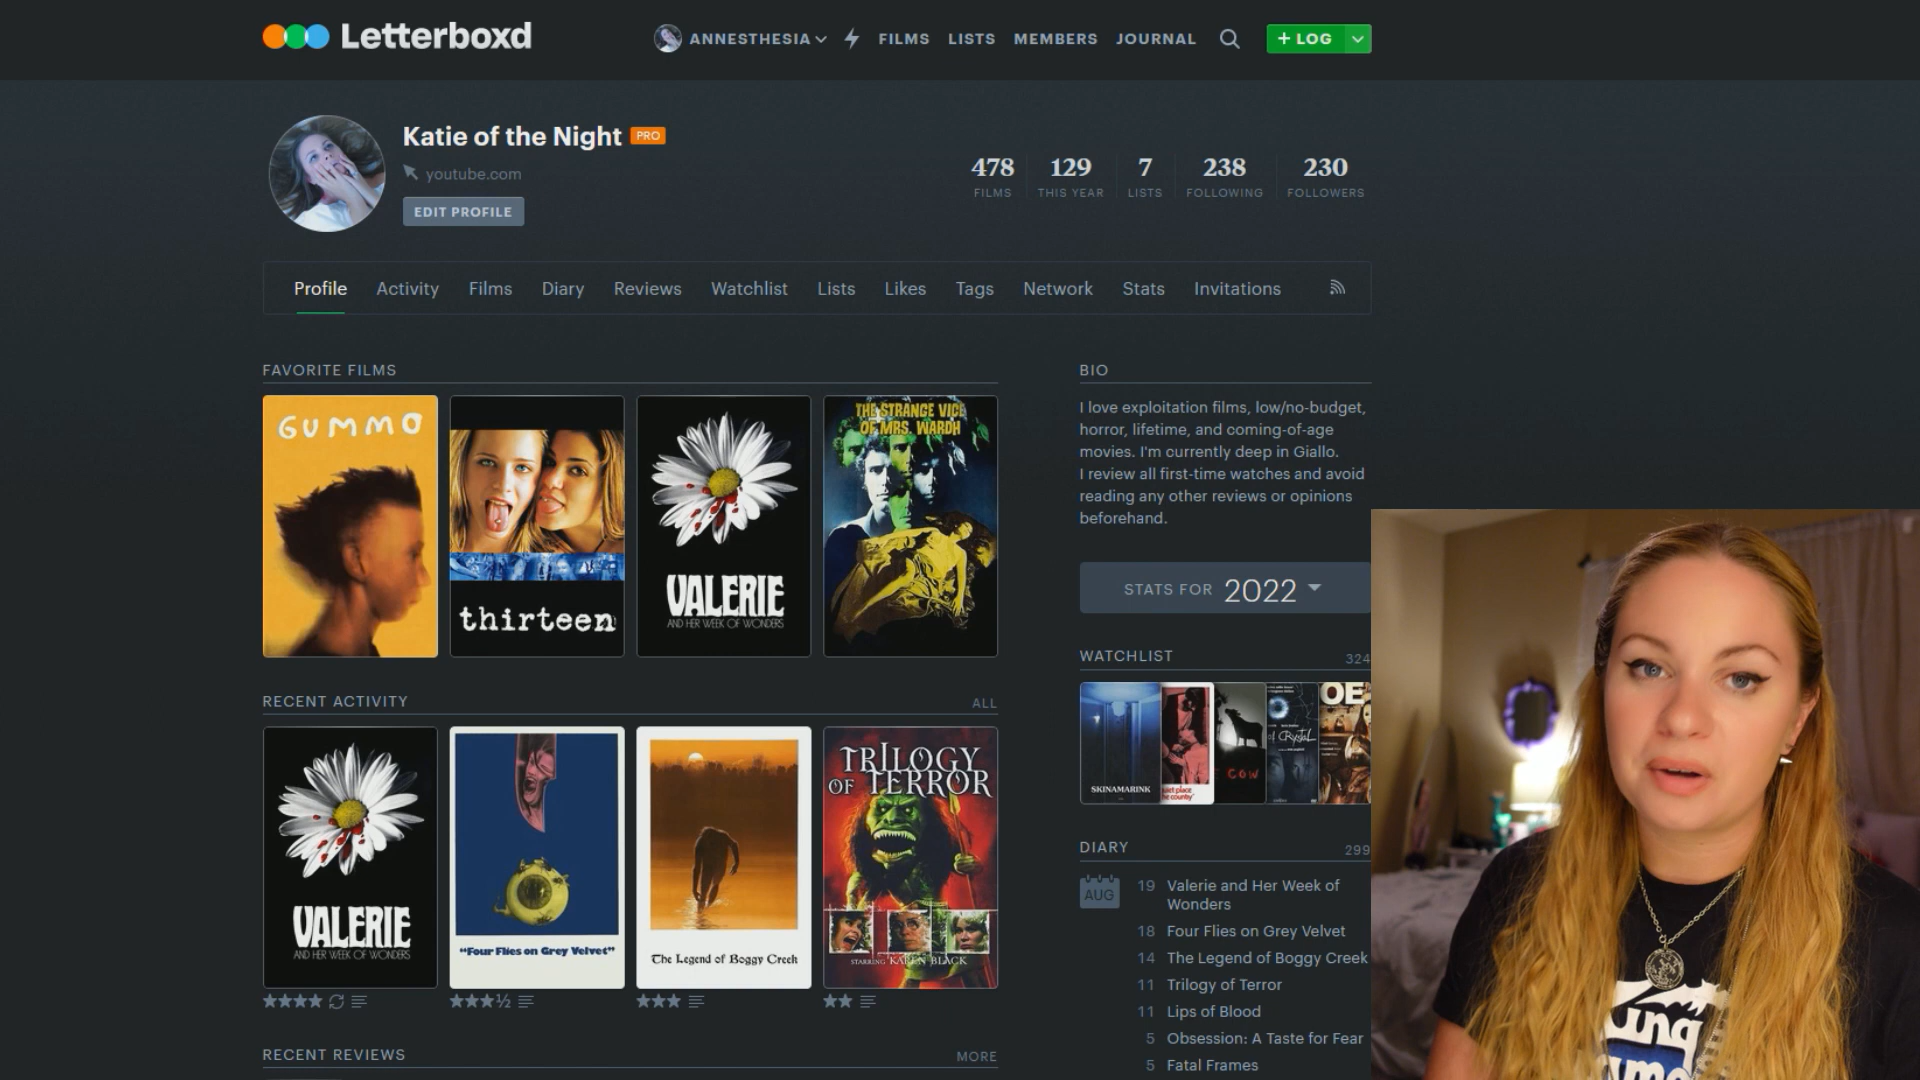 Letterboxd
ANNESTHESIA
FILMS
LISTS
MEMBERS
JOURNAL
+ LOG
Katie of the Night PRO
youtube.com
EDIT PROFILE
478
FILMS
129
THIS YEAR
7
LISTS
238
FOLLOWING
230
FOLLOWERS
Profile
Activity
Films
Diary
Reviews
Watchlist
Lists
Likes
Tags
Network
Stats
Invitations
FAVORITE FILMS
GUMMO
thirteen
VALERIE
AND HER WEEK OF WONDERS
THE STRANGE VICE
OF MRS. WARDH
RECENT ACTIVITY
ALL
VALERIE
AND HER WEEK OF WONDERS
"Four Flies on Grey Velvet"
The Legend of Boggy Creek
TRILOGY
OF TERROR
STARRING KAREN BLACK
★★★★
★★★½
★★★
★★
RECENT REVIEWS
MORE
BIO
I love exploitation films, low/no-budget,
horror, lifetime, and coming-of-age
movies. I'm currently deep in Giallo.
I review all first-time watches and avoid
reading any other reviews or opinions
beforehand.
STATS FOR 2022
WATCHLIST
324
SKINAMARINK
COW
DIARY
299
AUG
19 Valerie and Her Week of
Wonders
18 Four Flies on Grey Velvet
14 The Legend of Boggy Creek
11 Trilogy of Terror
11 Lips of Blood
5 Obsession: A Taste for Fear
5 Fatal Frames